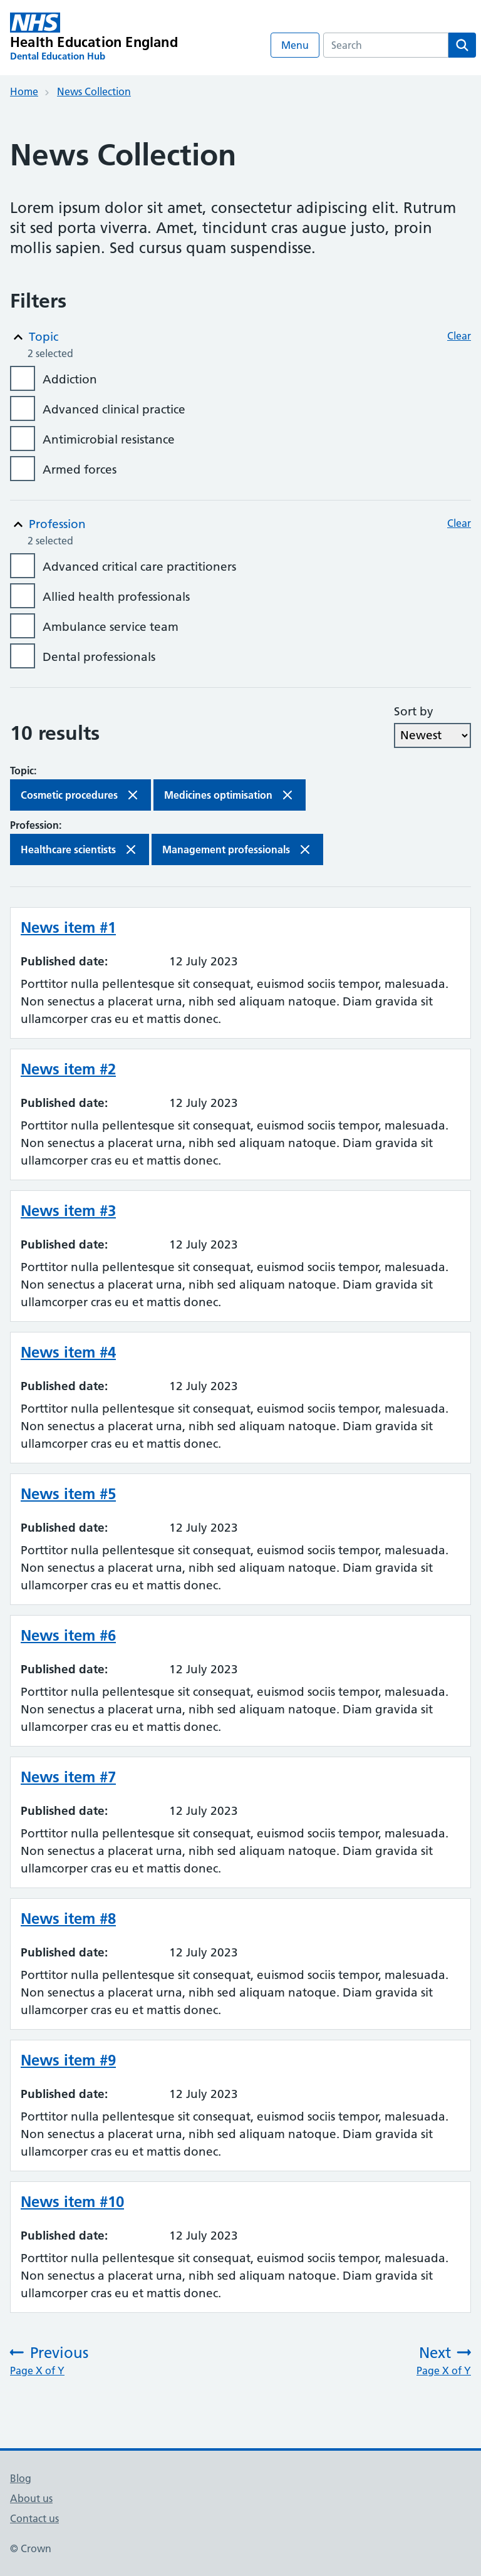 NHS
Health Education England
Dental Education Hub
Menu
Search
Home
News Collection
News Collection
Lorem ipsum dolor sit amet, consectetur adipiscing elit. Rutrum
sit sed porta viverra. Amet, tincidunt cras augue justo, proin
mollis sapien. Sed cursus quam suspendisse.
Filters
Topic
Clear
2 selected
Addiction
Advanced clinical practice
Antimicrobial resistance
Armed forces
Profession
Clear
2 selected
Advanced critical care practitioners
Allied health professionals
Ambulance service team
Dental professionals
Sort by
10 results
Newest
Topic:
Cosmetic procedures
Medicines optimisation
Profession:
Healthcare scientists
Management professionals
News item #1
Published date: 12 July 2023
Porttitor nulla pellentesque sit consequat, euismod sociis tempor, malesuada.
Non senectus a placerat urna, nibh sed aliquam natoque. Diam gravida sit
ullamcorper cras eu et mattis donec.
News item #2
Published date: 12 July 2023
Porttitor nulla pellentesque sit consequat, euismod sociis tempor, malesuada.
Non senectus a placerat urna, nibh sed aliquam natoque. Diam gravida sit
ullamcorper cras eu et mattis donec.
News item #3
Published date: 12 July 2023
Porttitor nulla pellentesque sit consequat, euismod sociis tempor, malesuada.
Non senectus a placerat urna, nibh sed aliquam natoque. Diam gravida sit
ullamcorper cras eu et mattis donec.
News item #4
Published date: 12 July 2023
Porttitor nulla pellentesque sit consequat, euismod sociis tempor, malesuada.
Non senectus a placerat urna, nibh sed aliquam natoque. Diam gravida sit
ullamcorper cras eu et mattis donec.
News item #5
Published date: 12 July 2023
Porttitor nulla pellentesque sit consequat, euismod sociis tempor, malesuada.
Non senectus a placerat urna, nibh sed aliquam natoque. Diam gravida sit
ullamcorper cras eu et mattis donec.
News item #6
Published date: 12 July 2023
Porttitor nulla pellentesque sit consequat, euismod sociis tempor, malesuada.
Non senectus a placerat urna, nibh sed aliquam natoque. Diam gravida sit
ullamcorper cras eu et mattis donec.
News item #7
Published date: 12 July 2023
Porttitor nulla pellentesque sit consequat, euismod sociis tempor, malesuada.
Non senectus a placerat urna, nibh sed aliquam natoque. Diam gravida sit
ullamcorper cras eu et mattis donec.
News item #8
Published date: 12 July 2023
Porttitor nulla pellentesque sit consequat, euismod sociis tempor, malesuada.
Non senectus a placerat urna, nibh sed aliquam natoque. Diam gravida sit
ullamcorper cras eu et mattis donec.
News item #9
Published date: 12 July 2023
Porttitor nulla pellentesque sit consequat, euismod sociis tempor, malesuada.
Non senectus a placerat urna, nibh sed aliquam natoque. Diam gravida sit
ullamcorper cras eu et mattis donec.
News item #10
Published date: 12 July 2023
Porttitor nulla pellentesque sit consequat, euismod sociis tempor, malesuada.
Non senectus a placerat urna, nibh sed aliquam natoque. Diam gravida sit
ullamcorper cras eu et mattis donec.
Previous
Page X of Y
Next
Page X of Y
Blog
About us
Contact us
© Crown